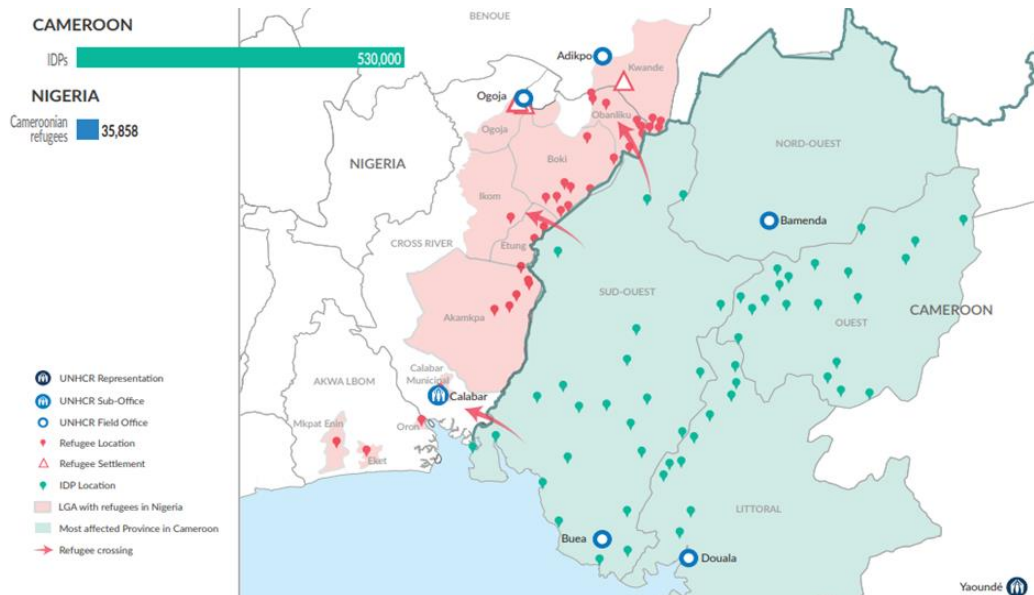 CAMEROON
IDPs
530,000
NIGERIA
Cameroonian
refugees
35,858
BENOUE
Adikpo
Kwande
Ogoja
Obanliku
Ogoja
NIGERIA
Boki
NORD-OUEST
Ikom
Bamenda
CROSS RIVER
Etung
SUD-OUEST
Akamkpa
CAMEROON
OUEST
Calabar
Municipal
Calabar
AKWA LBOM
Mkpat Enin
Oron
Eket
UNHCR Representation
UNHCR Sub-Office
UNHCR Field Office
Refugee Location
Refugee Settlement
IDP Location
LGA with refugees in Nigeria
Most affected Province in Cameroon
Refugee crossing
LITTORAL
Buea
Douala
Yaoundé